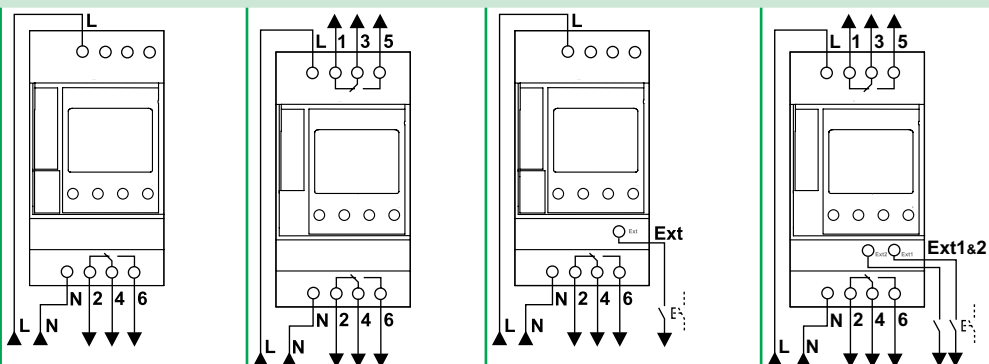 L
N 2 4 6
L N
L 1 3 5
N 2 4 6
L N
L
Ext Ext
N 2 4 6
L N
L 1 3 5
Ext2 Ext1 Ext1&2
N 2 4 6
L N